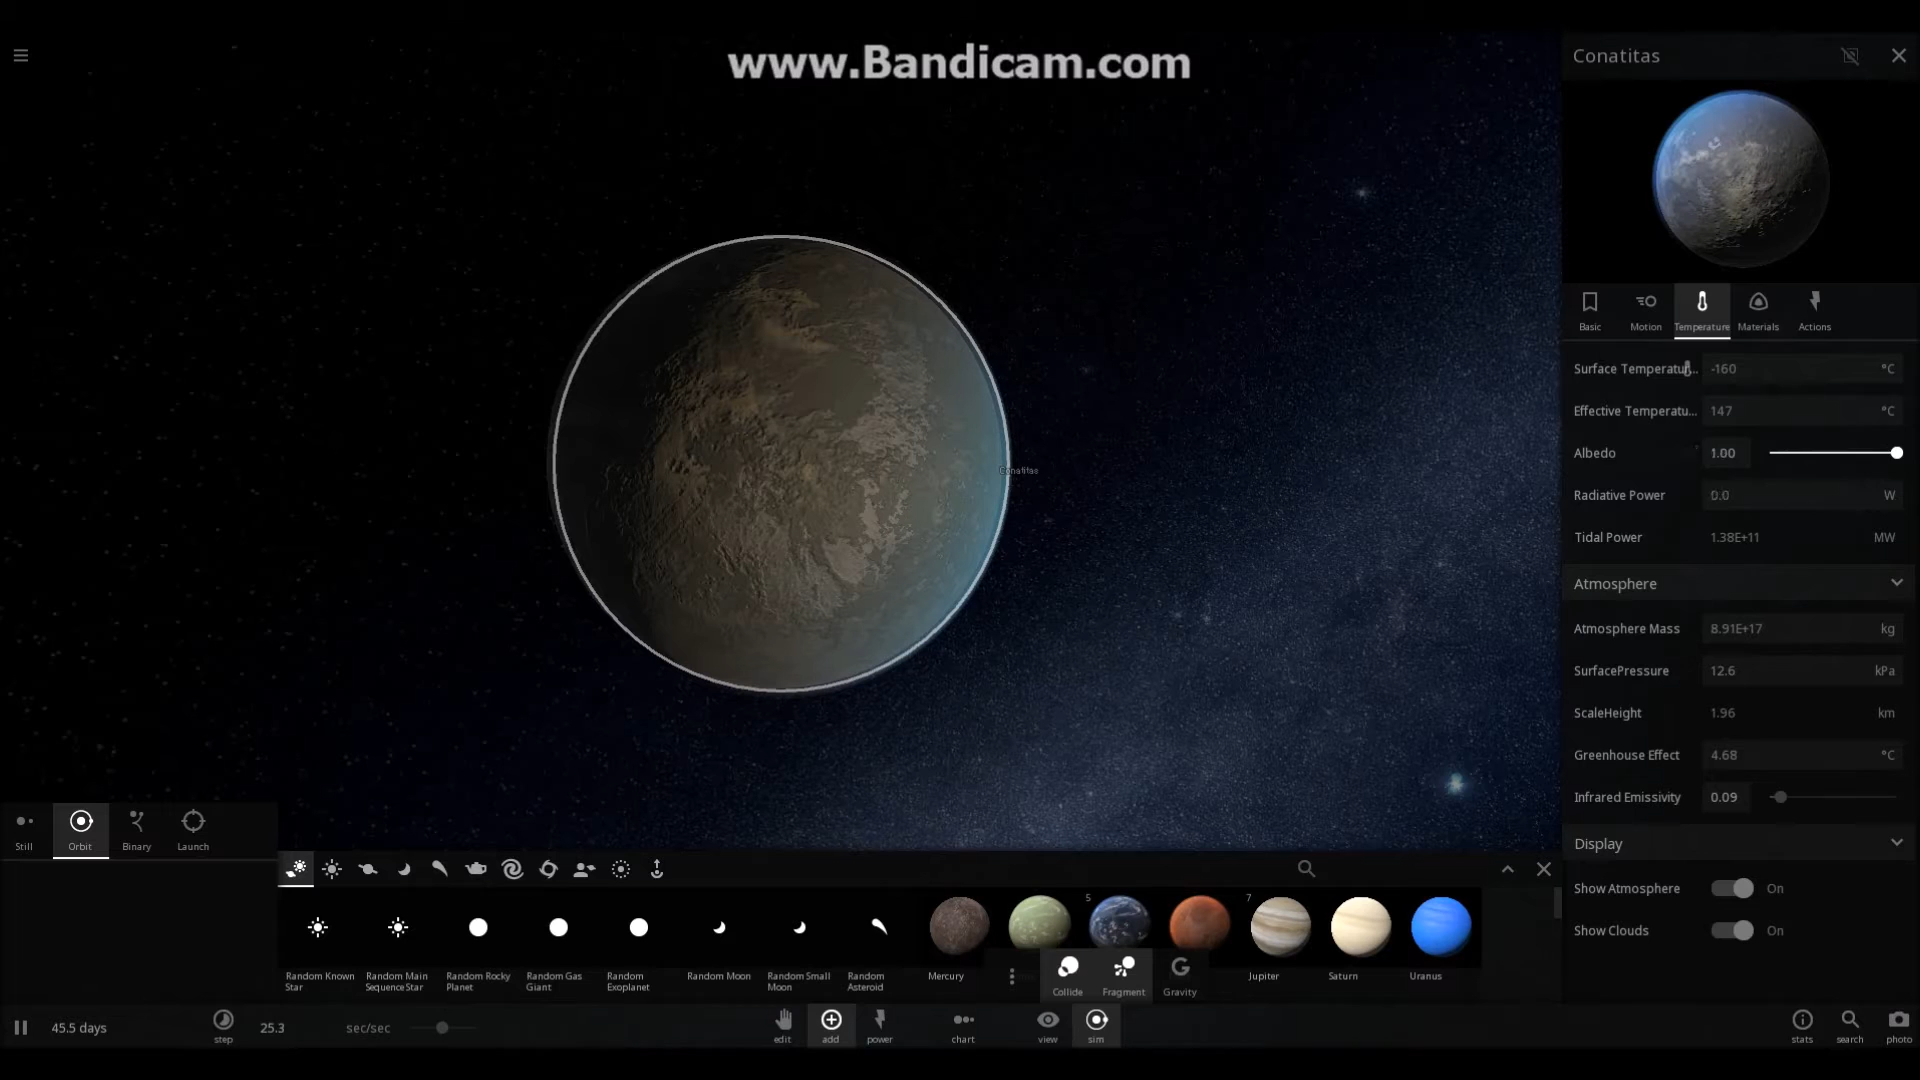 www.Bandicam.com
Conatitas
Basic
Motion
Temperature
Materials
Actions
Surface Temperatur... -160 °C
Effective Temperatu... 147 °C
Albedo 1.00
Radiative Power 0.0 W
Tidal Power 1.38E+11 MW
Atmosphere
Atmosphere Mass 8.91E+17 kg
SurfacePressure 12.6 kPa
ScaleHeight 1.96 km
Greenhouse Effect 4.68 °C
Infrared Emissivity 0.09
Display
Show Atmosphere On
Show Clouds On
Conatitas
Still
Orbit
Binary
Launch
5
7
Random Known
Star
Random Main
Sequence Star
Random Rocky
Planet
Random Gas
Giant
Random
Exoplanet
Random Moon
Random Small
Moon
Random
Asteroid
Mercury
Jupiter
Saturn
Uranus
Collide
Fragment
Gravity
45.5 days
step
25.3 sec/sec
edit
add
power
chart
view
sim
stats
search
photo